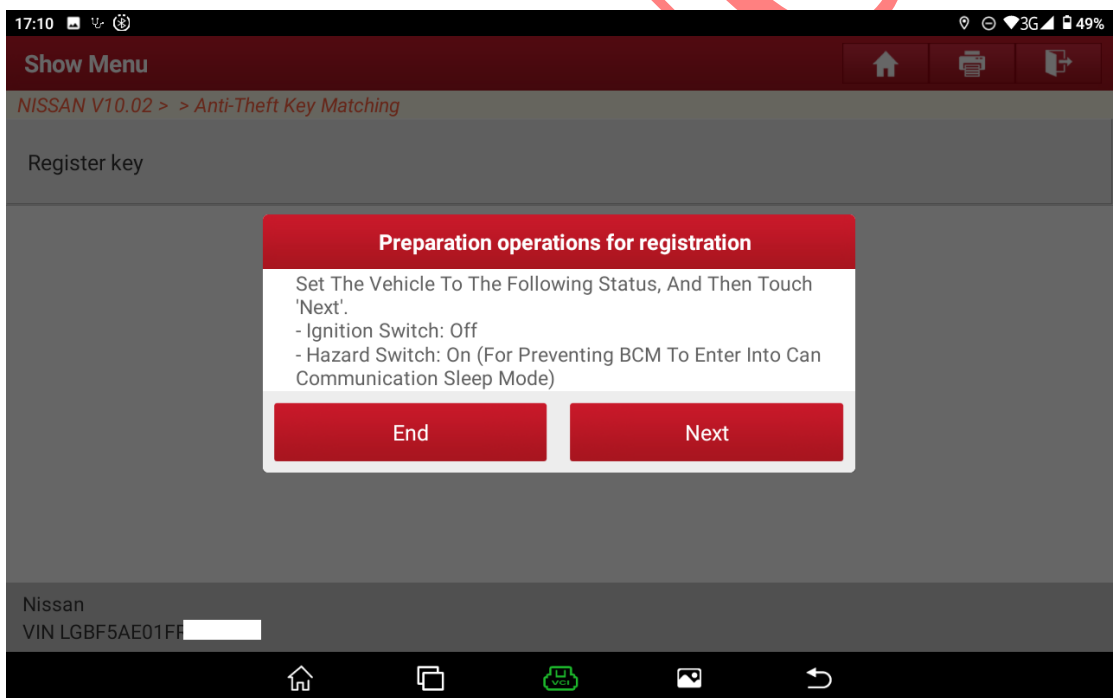 17:10
3G 49%
Show Menu
NISSAN V10.02 > > Anti-Theft Key Matching
Register key
Preparation operations for registration
Set The Vehicle To The Following Status, And Then Touch
'Next'.
- Ignition Switch: Off
- Hazard Switch: On (For Preventing BCM To Enter Into Can
Communication Sleep Mode)
End
Next
Nissan
VIN LGBF5AE01
VCI